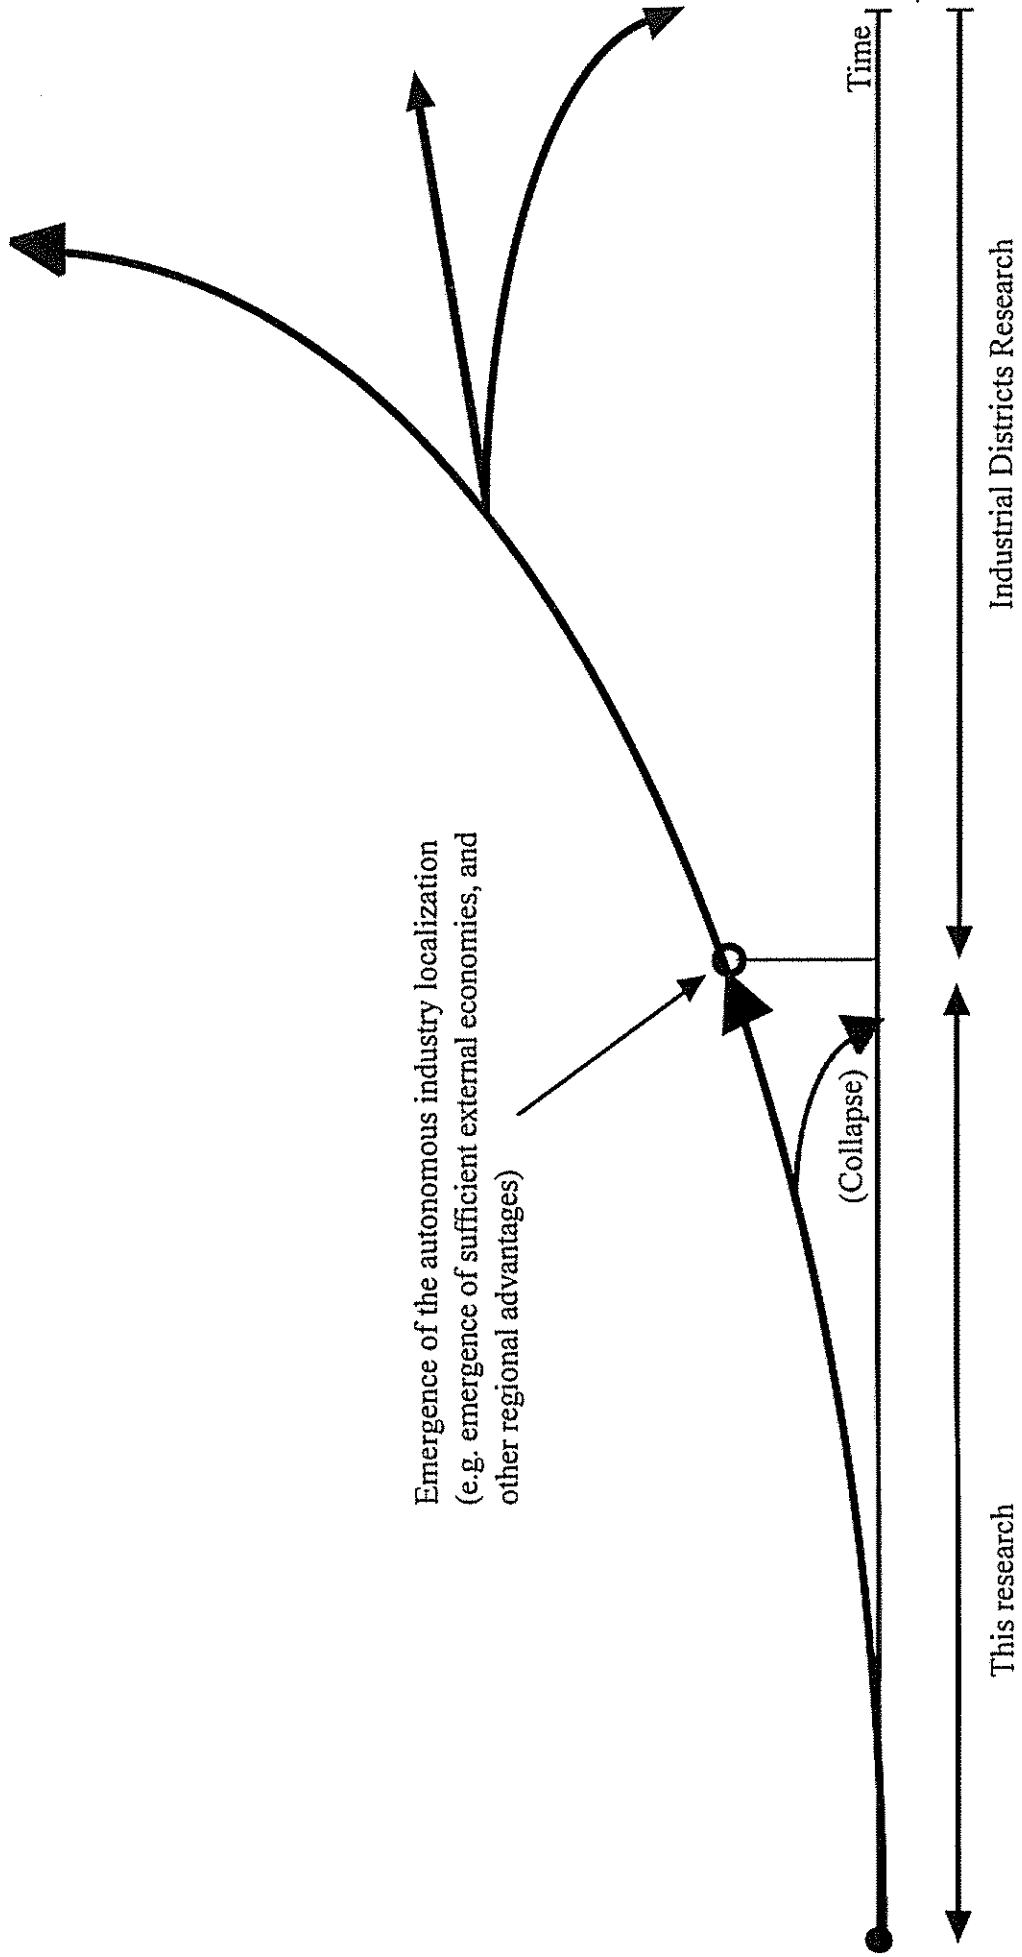 Emergence of the autonomous industry localization
(e.g. emergence of sufficient external economies, and
other regional advantages)
(Collapse)
Time
This research
Industrial Districts Research